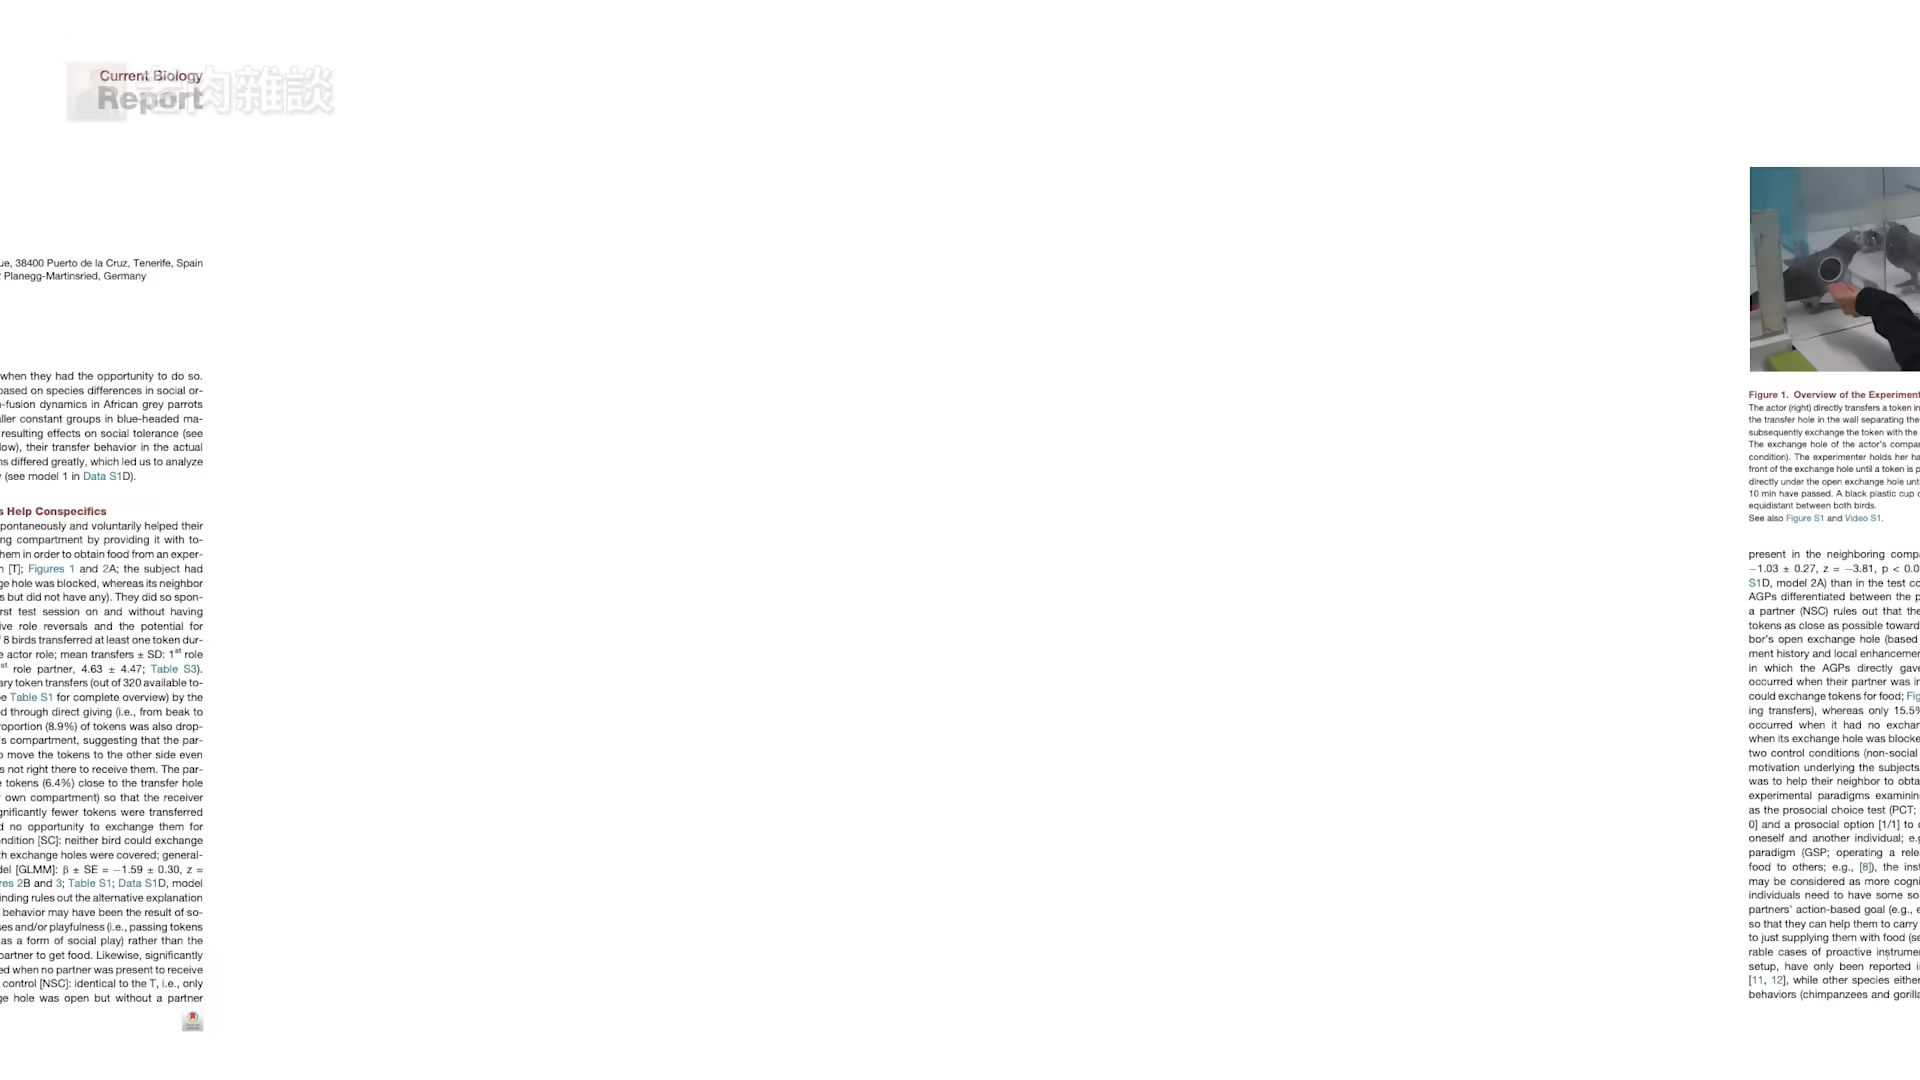 Current Biology
Report
肉雜談
ue, 38400 Puerto de la Cruz, Tenerife, Spain
Planegg-Martinsried, Germany
when they had the opportunity to do so.
based on species differences in social or-
-fusion dynamics in African grey parrots
ller constant groups in blue-headed ma-
resulting effects on social tolerance (see
low), their transfer behavior in the actual
ns differed greatly, which led us to analyze
(see model 1 in Data S1D).
s Help Conspecifics
pontaneously and voluntarily helped their
ng compartment by providing it with to-
hem in order to obtain food from an exper-
n [T]; Figures 1 and 2A; the subject had
ge hole was blocked, whereas its neighbor
s but did not have any). They did so spon-
rst test session on and without having
ive role reversals and the potential for
f 8 birds transferred at least one token dur-
e actor role; mean transfers ± SD: 1st role
st role partner, 4.63 ± 4.47; Table S3).
ary token transfers (out of 320 available to-
e Table S1 for complete overview) by the
d through direct giving (i.e., from beak to
roportion (8.9%) of tokens was also drop-
's compartment, suggesting that the par-
o move the tokens to the other side even
s not right there to receive them. The par-
e tokens (6.4%) close to the transfer hole
own compartment) so that the receiver
gnificantly fewer tokens were transferred
d no opportunity to exchange them for
ndition [SC]: neither bird could exchange
th exchange holes were covered; general-
del [GLMM]: β ± SE = −1.59 ± 0.30, z =
res 2B and 3; Table S1; Data S1D, model
inding rules out the alternative explanation
behavior may have been the result of so-
ses and/or playfulness (i.e., passing tokens
as a form of social play) rather than the
partner to get food. Likewise, significantly
ed when no partner was present to receive
control [NSC]: identical to the T, i.e., only
ge hole was open but without a partner
Figure 1. Overview of the Experiment
The actor (right) directly transfers a token in
the transfer hole in the wall separating the
subsequently exchange the token with the
The exchange hole of the actor's compar
condition). The experimenter holds her ha
front of the exchange hole until a token is p
directly under the open exchange hole unti
10 min have passed. A black plastic cup c
equidistant between both birds.
See also Figure S1 and Video S1.
present in the neighboring compa
−1.03 ± 0.27, z = −3.81, p < 0.0
S1D, model 2A) than in the test co
AGPs differentiated between the p
a partner (NSC) rules out that the
tokens as close as possible toward
bor's open exchange hole (based
ment history and local enhancemer
in which the AGPs directly gave
occurred when their partner was in
could exchange tokens for food; Fig
ing transfers), whereas only 15.5%
occurred when it had no exchan
when its exchange hole was blocke
two control conditions (non-social
motivation underlying the subjects
was to help their neighbor to obta
experimental paradigms examining
as the prosocial choice test (PCT;
0] and a prosocial option [1/1] to
oneself and another individual; e.g
paradigm (GSP; operating a rele
food to others; e.g., [8]), the inst
may be considered as more cogni
individuals need to have some so
partners' action-based goal (e.g., e
so that they can help them to carry
to just supplying them with food (se
rable cases of proactive instrumen
setup, have only been reported i
[11, 12], while other species either
behaviors (chimpanzees and gorilla